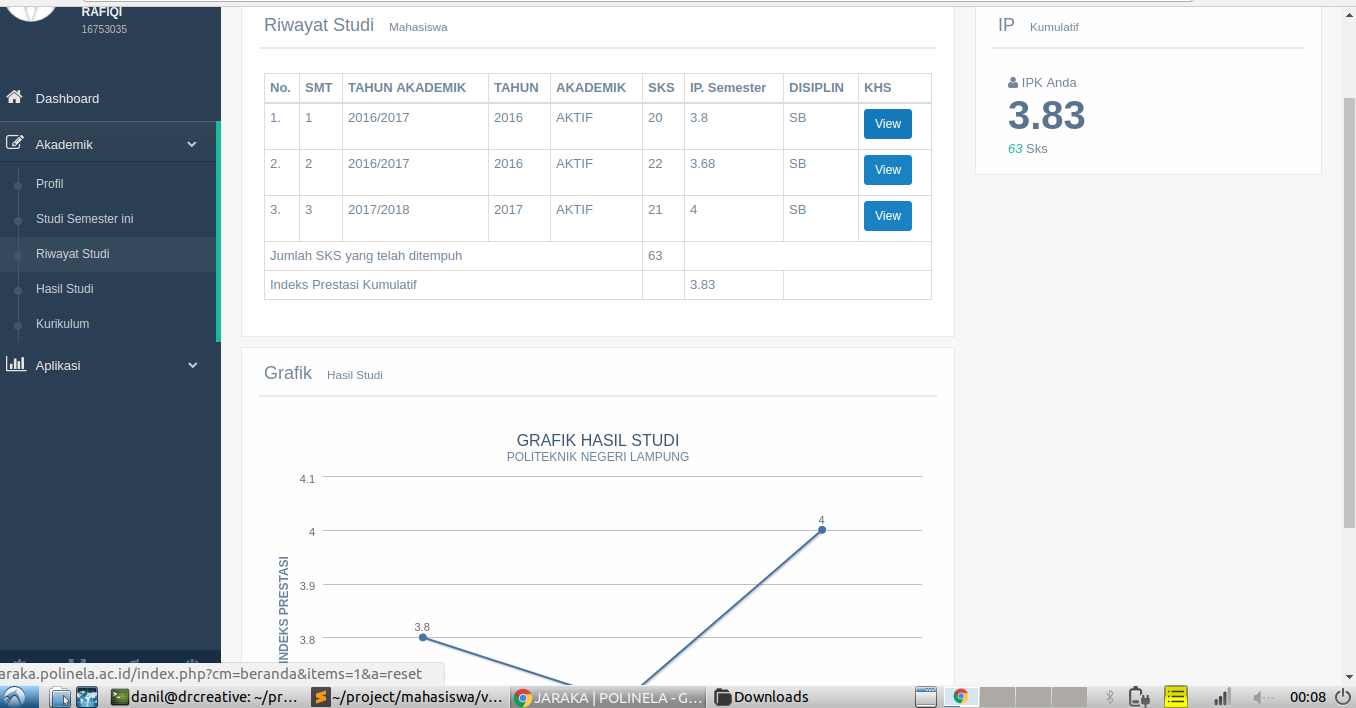 RAFIQI
16753035
Dashboard
Akademik
Profil
Studi Semester ini
Riwayat Studi
Hasil Studi
Kurikulum
Aplikasi
Riwayat Studi Mahasiswa
No. SMT TAHUN AKADEMIK TAHUN AKADEMIK SKS IP. Semester DISIPLIN KHS
1. 1 2016/2017 2016 AKTIF 20 3.8 SB View
2. 2 2016/2017 2016 AKTIF 22 3.68 SB View
3. 3 2017/2018 2017 AKTIF 21 4 SB View
Jumlah SKS yang telah ditempuh 63
Indeks Prestasi Kumulatif 3.83
IP Kumulatif
IPK Anda
3.83
63 Sks
Grafik Hasil Studi
GRAFIK HASIL STUDI
POLITEKNIK NEGERI LAMPUNG
4.1
4
4
3.9
3.8
3.8
INDEKS PRESTASI
araka.polinela.ac.id/index.php?cm=beranda&items=1&a=reset
danil@drcreative: ~/pr... ~/project/mahasiswa/v... JARAKA | POLINELA - G... Downloads 00:08